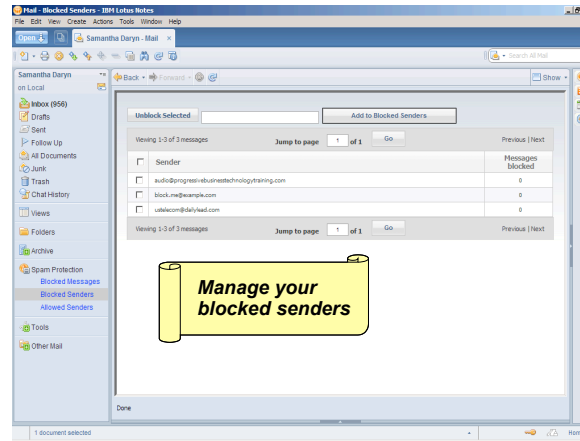 Mail - Blocked Senders - IBM Lotus Notes
File Edit View Create Actions Tools Window Help
Open Samantha Daryn - Mail ×
Search All Mail
Samantha Daryn
on Local
Back Forward Show
Inbox (956)
Drafts
Sent
Follow Up
All Documents
Junk
Trash
Chat History
Views
Folders
Archive
Spam Protection
Blocked Messages
Blocked Senders
Allowed Senders
Tools
Other Mail
Unblock Selected Add to Blocked Senders
Viewing 1-3 of 3 messages Jump to page 1 of 1 Go Previous | Next
Sender Messages
blocked
audio@progressivebusinesstechnologytraining.com 0
block.me@example.com 0
ustelecom@dailylead.com 0
Viewing 1-3 of 3 messages Jump to page 1 of 1 Go Previous | Next
Manage your
blocked senders
Done
1 document selected